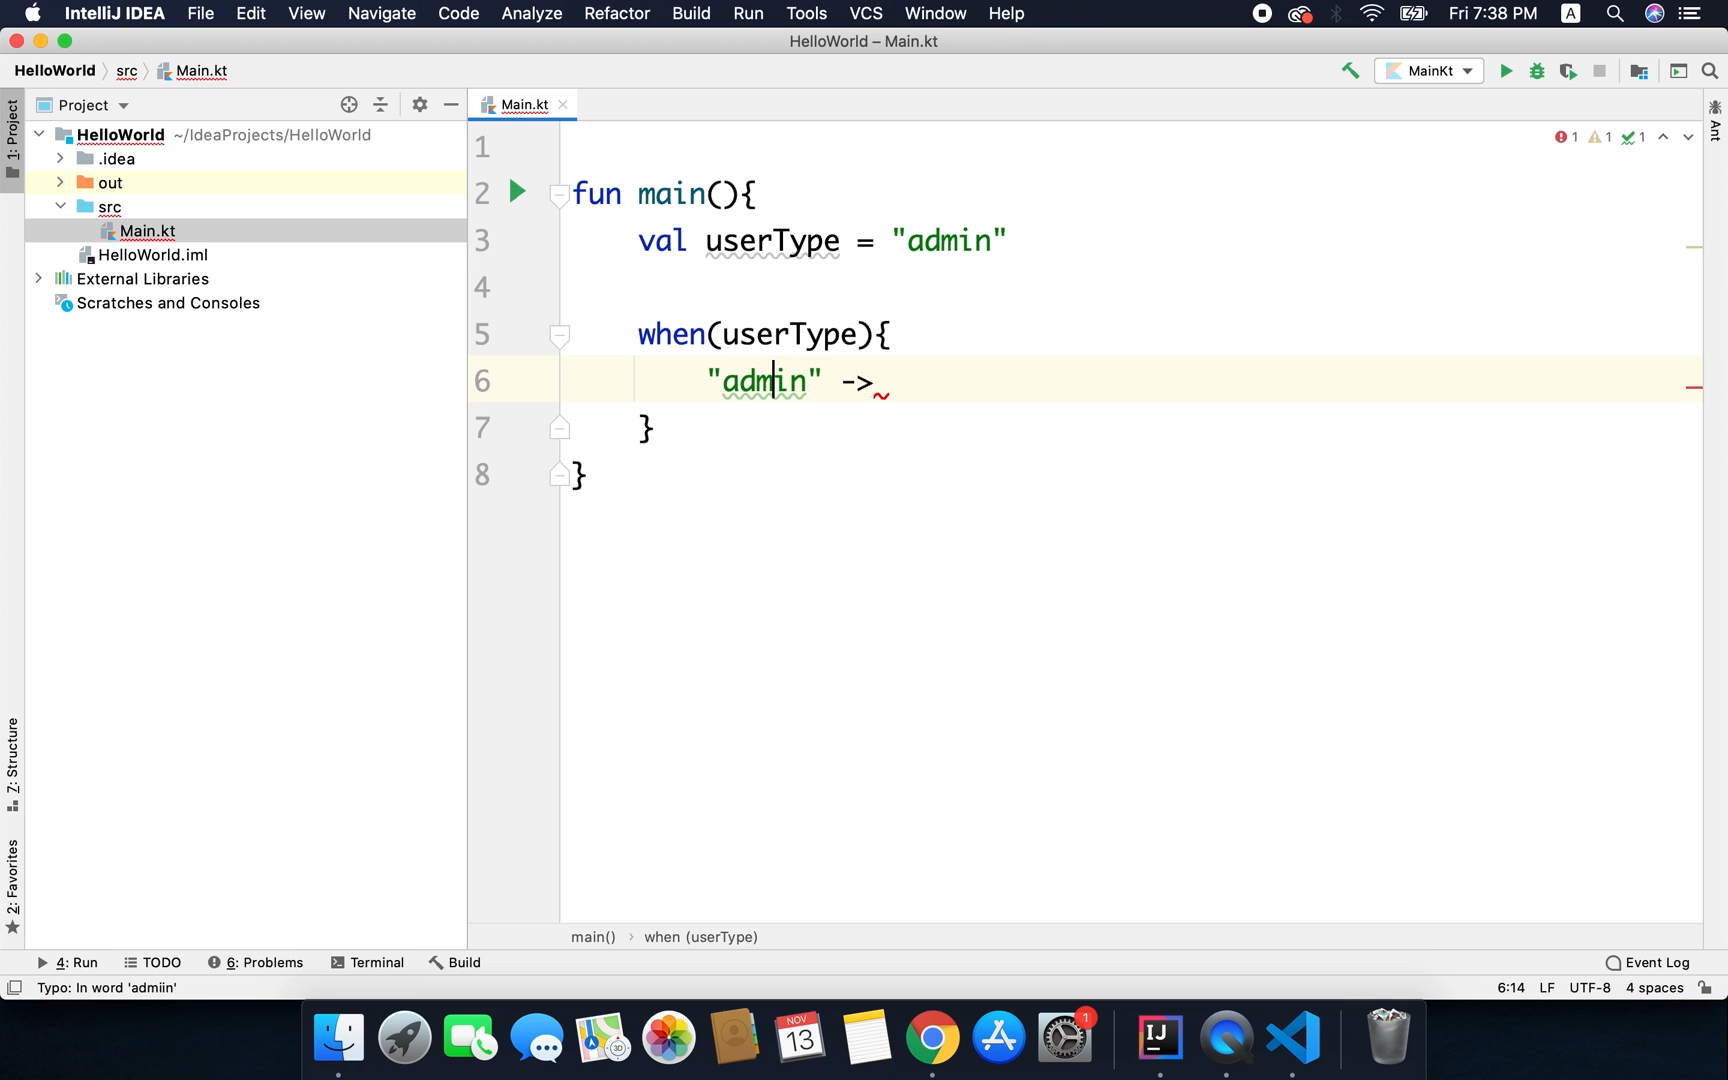 IntelliJ IDEA File Edit View Navigate Code Analyze Refactor Build Run Tools VCS Window Help Fri 7:38 PM A
HelloWorld – Main.kt
HelloWorld src Main.kt MainKt
1: Project
Project
Main.kt
Ant
HelloWorld ~/IdeaProjects/HelloWorld
.idea
out
src
Main.kt
HelloWorld.iml
External Libraries
Scratches and Consoles
1 1 1
1
2 fun main(){
3 val userType = "admin"
4
5 when(userType){
6 "admin" ->
7 }
8 }
Z: Structure
2: Favorites
main() › when (userType)
4: Run TODO 6: Problems Terminal Build Event Log
Typo: In word 'admiin' 6:14 LF UTF-8 4 spaces
3D
NOV
13
1
IJ